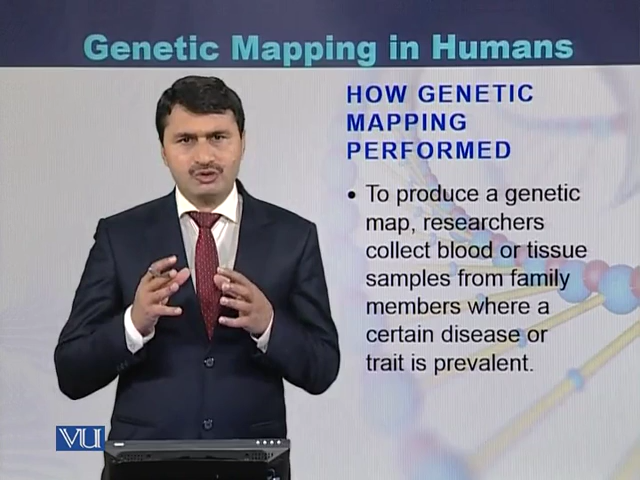 Genetic Mapping in Humans
HOW GENETIC
MAPPING
PERFORMED
• To produce a genetic
map, researchers
collect blood or tissue
samples from family
members where a
certain disease or
trait is prevalent.
VU